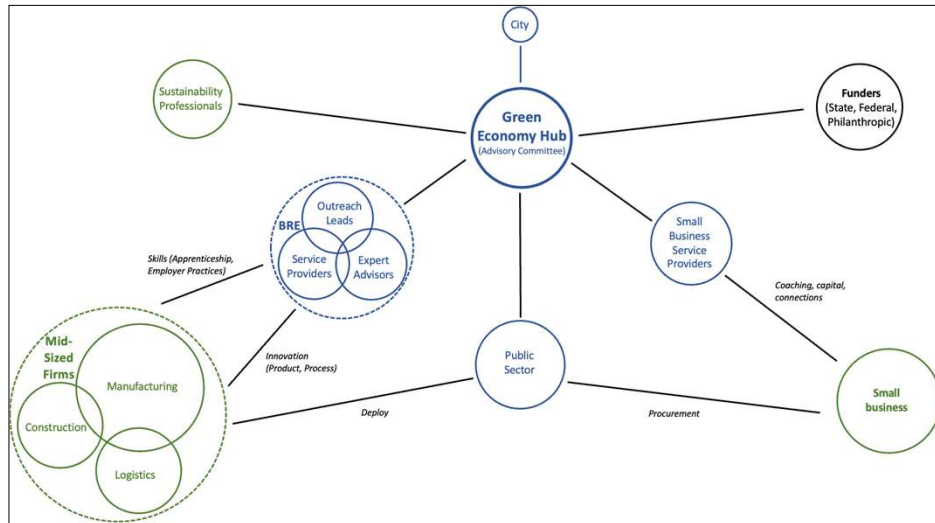 City
Sustainability
Professionals
Green
Economy Hub
(Advisory Committee)
Funders
(State, Federal,
Philanthropic)
BRE
Outreach
Leads
Service
Providers
Expert
Advisors
Small
Business
Service
Providers
Skills (Apprenticeship,
Employer Practices)
Coaching, capital,
connections
Mid-
Sized
Firms
Manufacturing
Construction
Logistics
Innovation
(Product, Process)
Public
Sector
Deploy
Procurement
Small
business